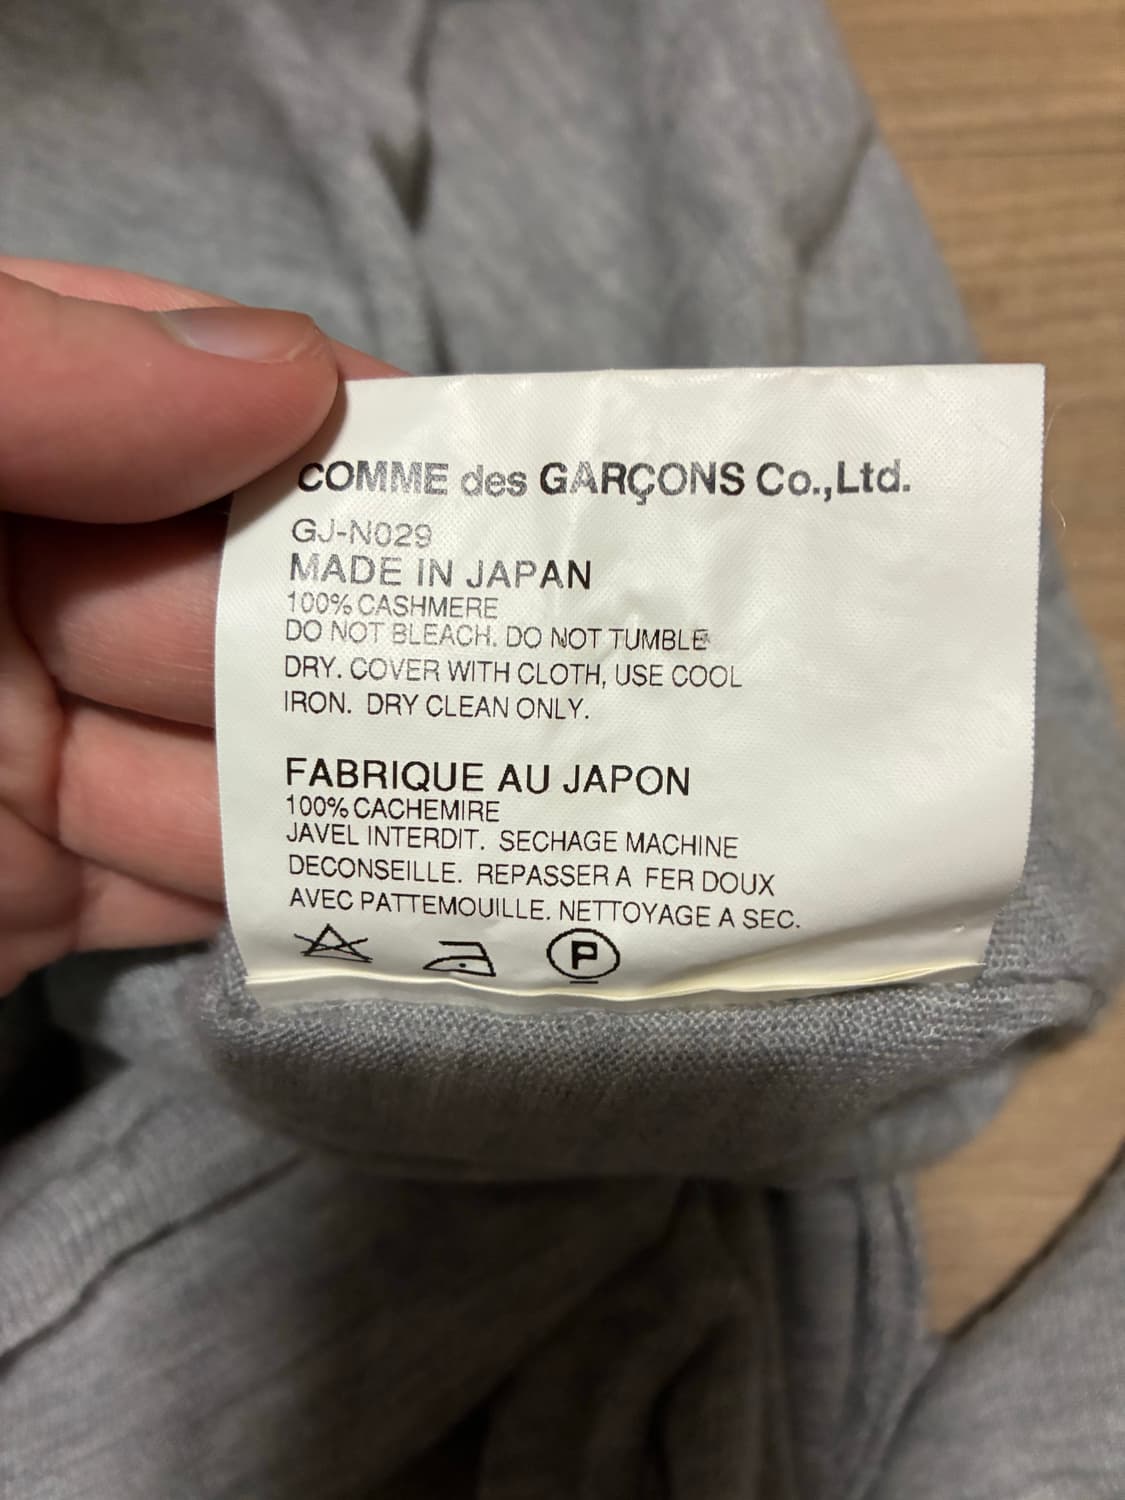 COMME des GARÇONS Co.,Ltd.
GJ-N029
MADE IN JAPAN
100% CASHMERE
DO NOT BLEACH. DO NOT TUMBLE
DRY. COVER WITH CLOTH, USE COOL
IRON. DRY CLEAN ONLY.
FABRIQUE AU JAPON
100% CACHEMIRE
JAVEL INTERDIT. SECHAGE MACHINE
DECONSEILLE. REPASSER A FER DOUX
AVEC PATTEMOUILLE. NETTOYAGE A SEC.
P